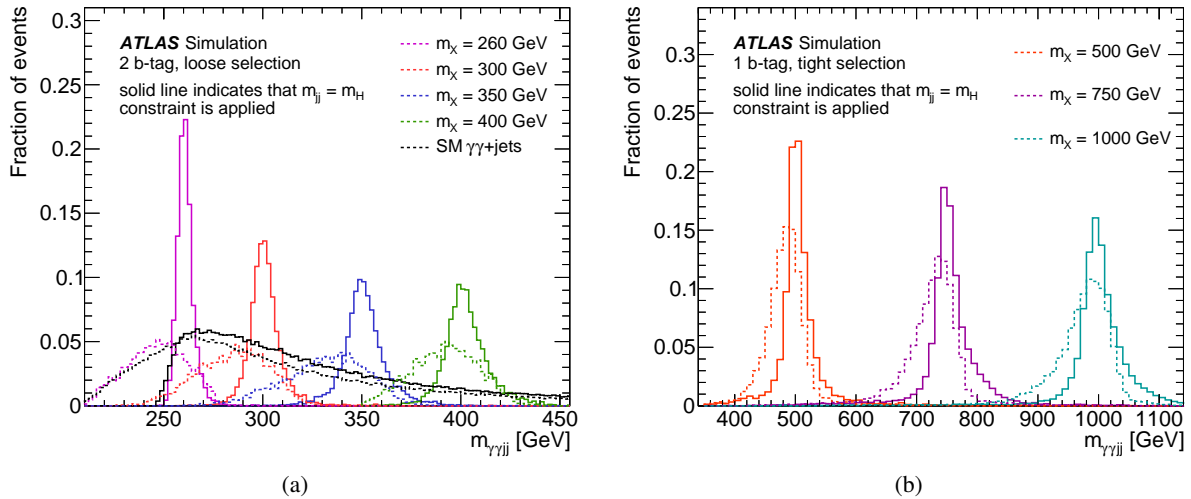 Fraction of events
0.3
0.25
0.2
0.15
0.1
0.05
0
ATLAS Simulation
2 b-tag, loose selection
solid line indicates that m_jj = m_H
constraint is applied
m_X = 260 GeV
m_X = 300 GeV
m_X = 350 GeV
m_X = 400 GeV
SM γγ+jets
250 300 350 400 450
m_γγjj [GeV]
(a)
Fraction of events
0.3
0.25
0.2
0.15
0.1
0.05
0
ATLAS Simulation
1 b-tag, tight selection
solid line indicates that m_jj = m_H
constraint is applied
m_X = 500 GeV
m_X = 750 GeV
m_X = 1000 GeV
400 500 600 700 800 900 1000 1100
m_γγjj [GeV]
(b)